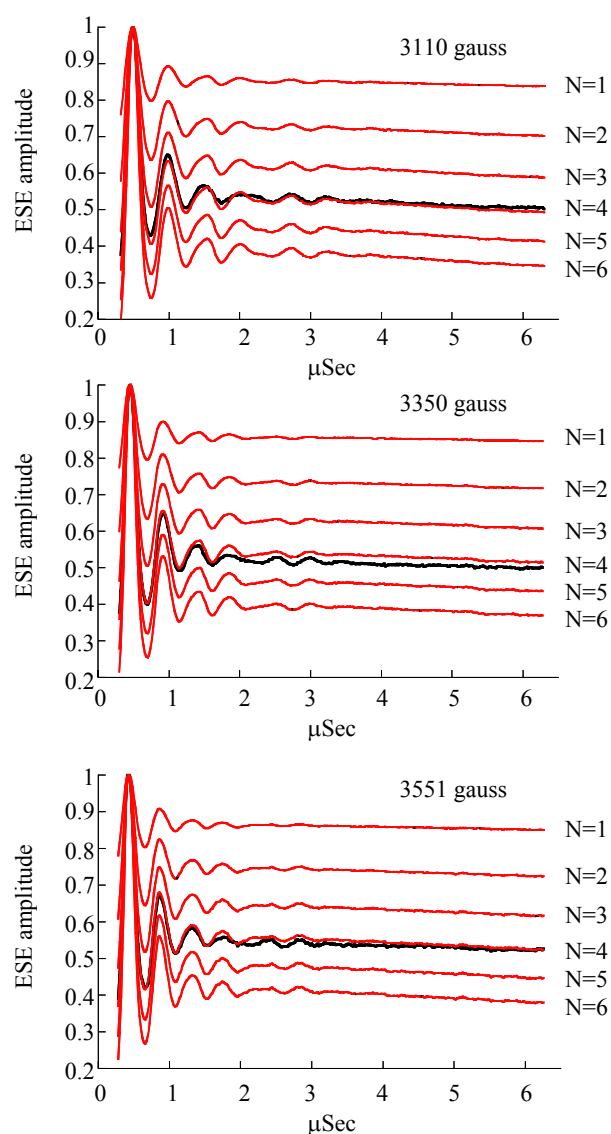 3110 gauss
ESE amplitude
1
0.9
0.8
0.7
0.6
0.5
0.4
0.3
0.2
N=1
N=2
N=3
N=4
N=5
N=6
0 1 2 3 4 5 6
μSec
3350 gauss
ESE amplitude
1
0.9
0.8
0.7
0.6
0.5
0.4
0.3
0.2
N=1
N=2
N=3
N=4
N=5
N=6
0 1 2 3 4 5 6
μSec
3551 gauss
ESE amplitude
1
0.9
0.8
0.7
0.6
0.5
0.4
0.3
0.2
N=1
N=2
N=3
N=4
N=5
N=6
0 1 2 3 4 5 6
μSec